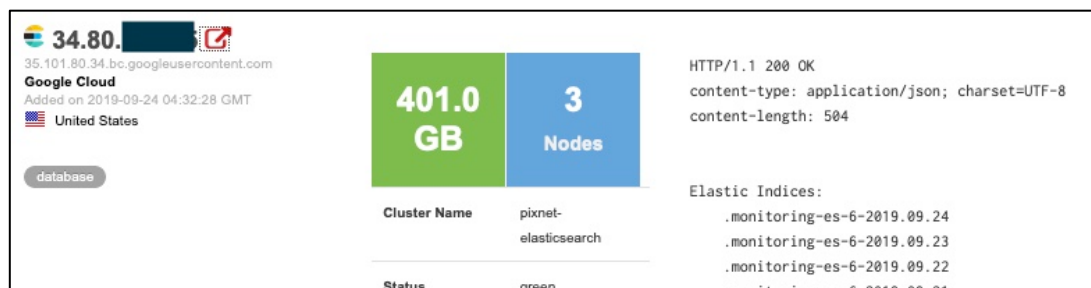 34.80.
35.101.80.34.bc.googleusercontent.com
Google Cloud
Added on 2019-09-24 04:32:28 GMT
United States
database
401.0
GB
3
Nodes
Cluster Name
pixnet-
elasticsearch
Status
green
HTTP/1.1 200 OK
content-type: application/json; charset=UTF-8
content-length: 504
Elastic Indices:
.monitoring-es-6-2019.09.24
.monitoring-es-6-2019.09.23
.monitoring-es-6-2019.09.22